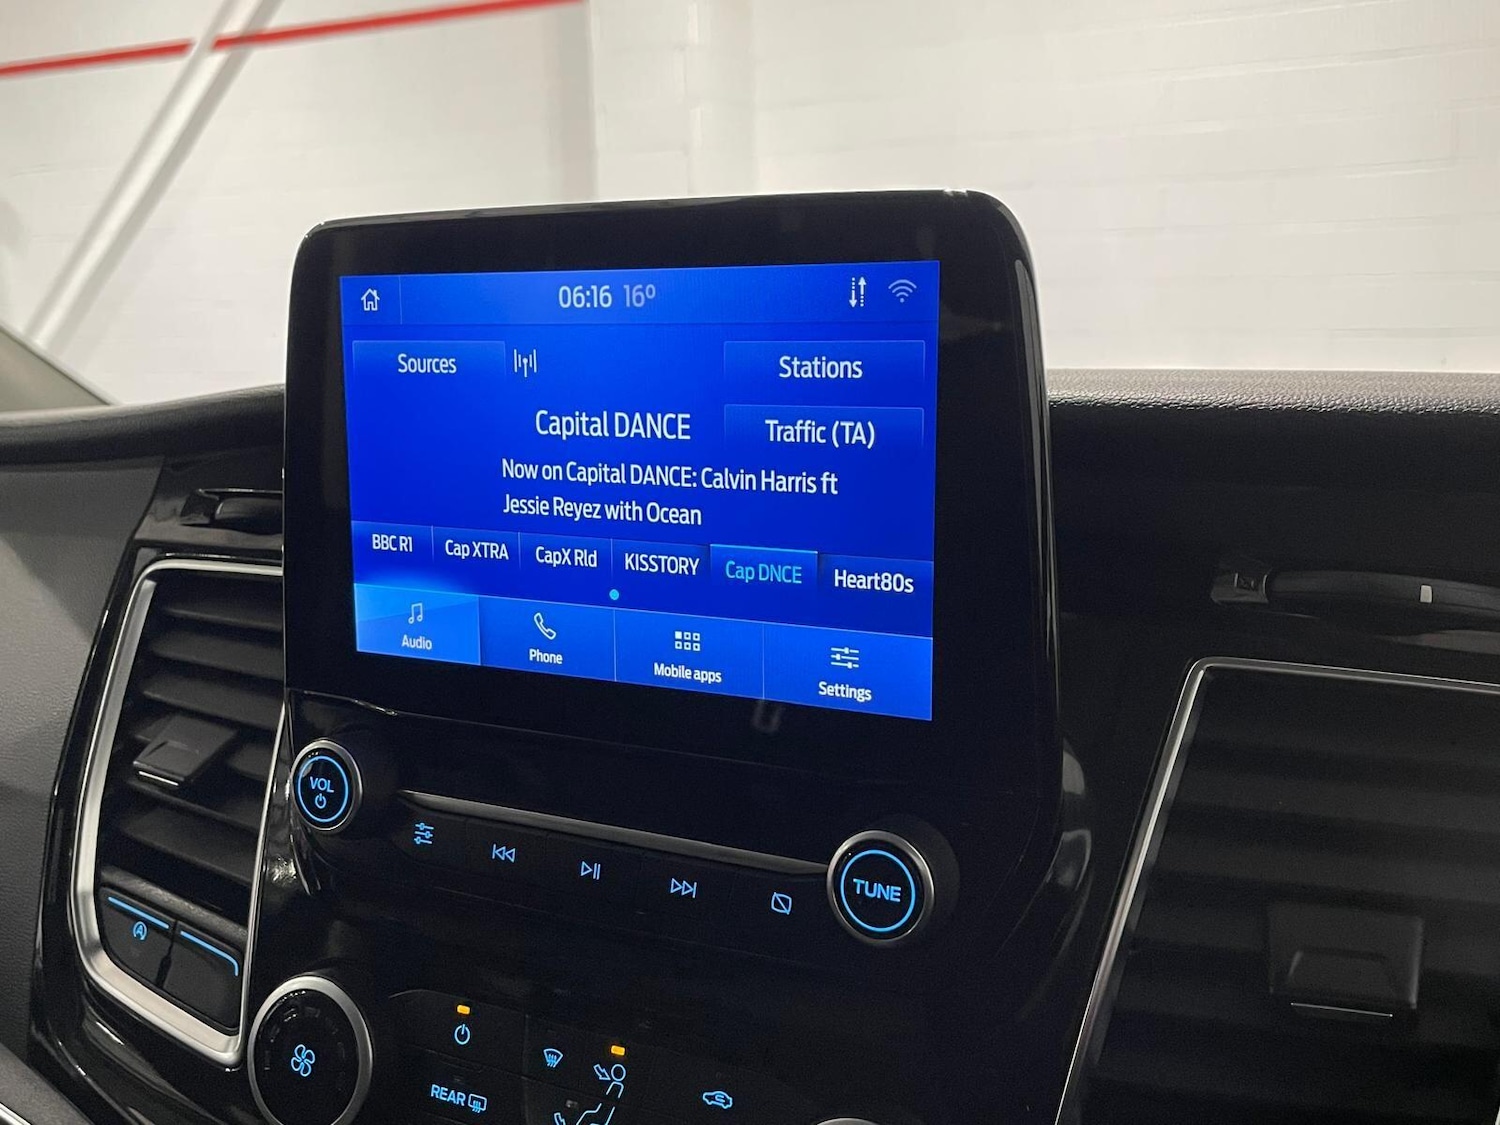 06:16 16°
Sources
Stations
Capital DANCE
Traffic (TA)
Now on Capital DANCE: Calvin Harris ft
Jessie Reyez with Ocean
BBC R1 Cap XTRA CapX Rld KISSTORY Cap DNCE Heart80s
Audio Phone Mobile apps Settings
VOL
TUNE
A
REAR